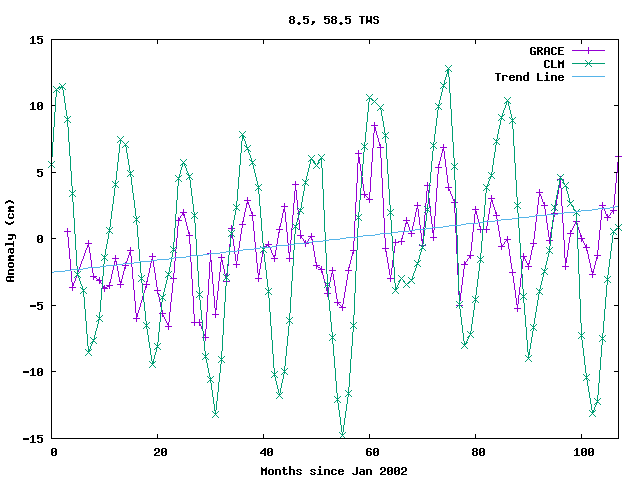 8.5, 58.5 TWS
GRACE
CLM
Trend Line
15
10
5
0
-5
-10
-15
Anomaly (cm)
0 20 40 60 80 100
Months since Jan 2002